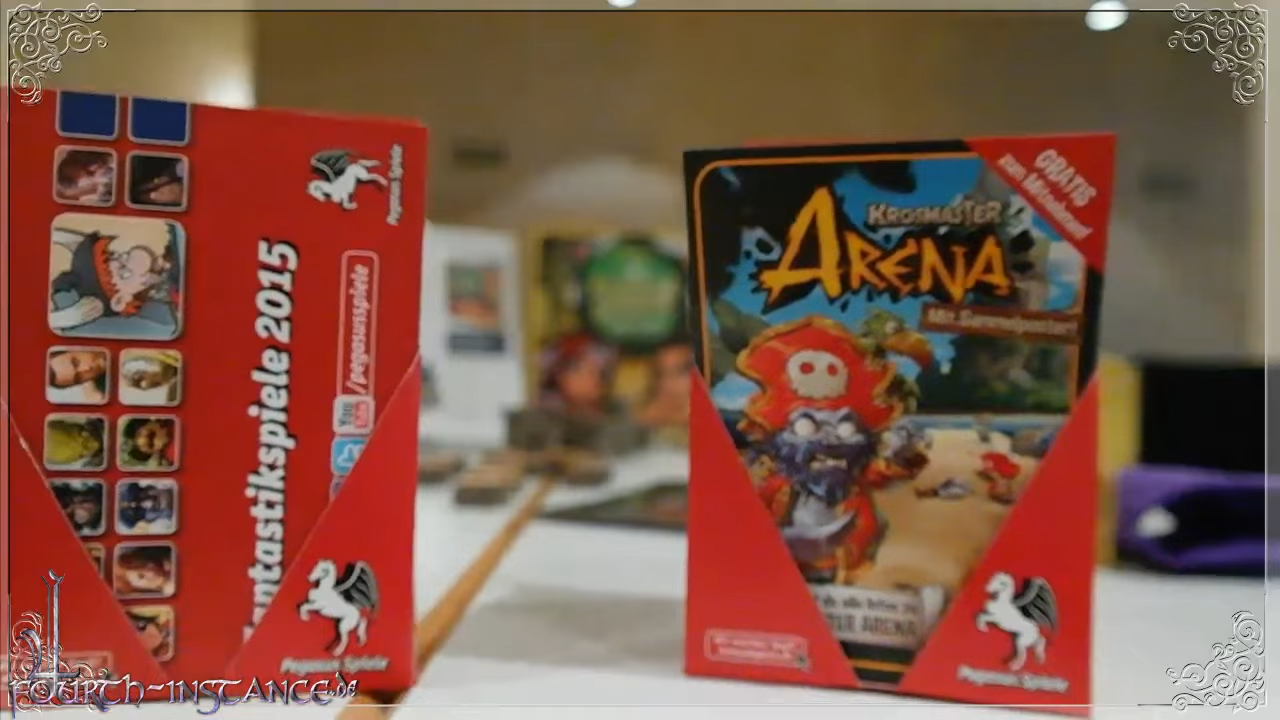 Pegasus Spiele
/pegasusspiele
You
antastikspiele 2015
Pegasus Spiele
GRATIS
zum Mitnehmen!
KROSMASTER
ARENA
Mit Sammelposter!
ARENA
Pegasus Spiele
FOURTH-INSTANCE.de